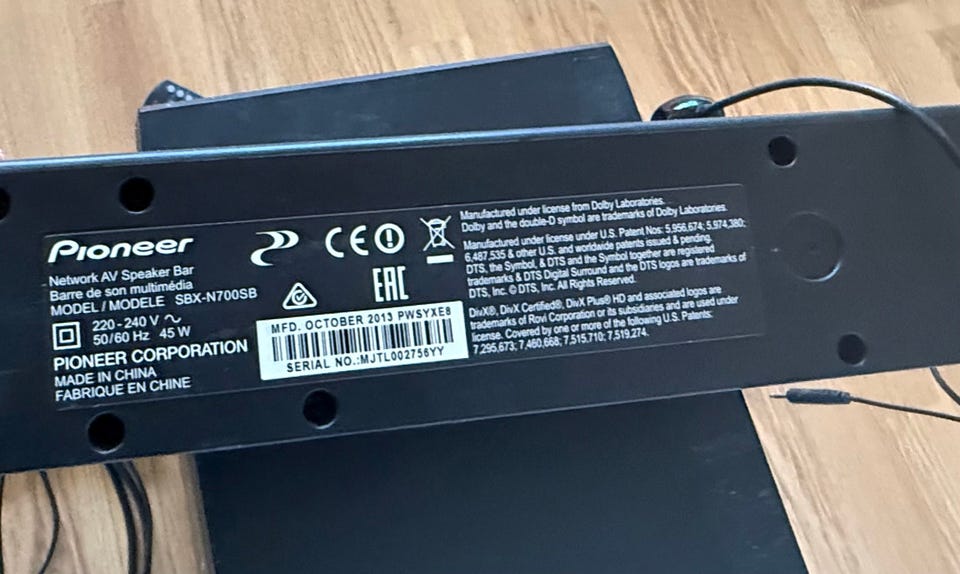 Pioneer
Network AV Speaker Bar
Barre de son multimédia
MODEL / MODELE SBX-N700SB
220 - 240 V ~
50/60 Hz 45 W
PIONEER CORPORATION
MADE IN CHINA
FABRIQUE EN CHINE
CE
EAC
MFD. OCTOBER 2013 PWSYXE8
SERIAL NO.:MJTL002756YY
Manufactured under license from Dolby Laboratories.
Dolby and the double-D symbol are trademarks of Dolby Laboratories.
Manufactured under license under U.S. Patent Nos: 5,956,674; 5,974,380;
6,487,535 & other U.S. and worldwide patents issued & pending.
DTS, the Symbol, & DTS and the Symbol together are registered
trademarks & DTS Digital Surround and the DTS logos are trademarks of
DTS, Inc. © DTS, Inc. All Rights Reserved.
DivX®, DivX Certified®, DivX Plus® HD and associated logos are
trademarks of Rovi Corporation or its subsidiaries and are used under
license. Covered by one or more of the following U.S. Patents:
7,295,673; 7,460,668; 7,515,710; 7,519,274.